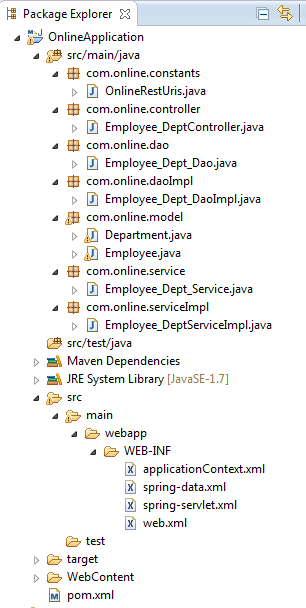 Package Explorer
OnlineApplication
src/main/java
com.online.constants
OnlineRestUris.java
com.online.controller
Employee_DeptController.java
com.online.dao
Employee_Dept_Dao.java
com.online.daoImpl
Employee_Dept_DaoImpl.java
com.online.model
Department.java
Employee.java
com.online.service
Employee_Dept_Service.java
com.online.serviceImpl
Employee_DeptServiceImpl.java
src/test/java
Maven Dependencies
JRE System Library [JavaSE-1.7]
src
main
webapp
WEB-INF
applicationContext.xml
spring-data.xml
spring-servlet.xml
web.xml
test
target
WebContent
pom.xml